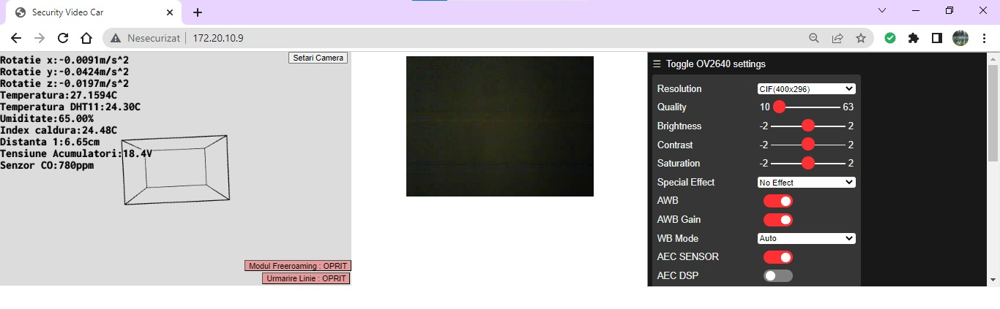 Security Video Car
Nesecurizat
172.20.10.9
Rotatie x:-0.0091m/s^2
Rotatie y:-0.0424m/s^2
Rotatie z:-0.0197m/s^2
Temperatura:27.1594C
Temperatura DHT11:24.30C
Umiditate:65.00%
Index caldura:24.48C
Distanta 1:6.65cm
Tensiune Acumulatori:18.4V
Senzor CO:780ppm
Setari Camera
Modul Freeroaming : OPRIT
Urmarire Linie : OPRIT
☰ Toggle OV2640 settings
Resolution CIF(400x296)
Quality 10 63
Brightness -2 2
Contrast -2 2
Saturation -2 2
Special Effect No Effect
AWB
AWB Gain
WB Mode Auto
AEC SENSOR
AEC DSP